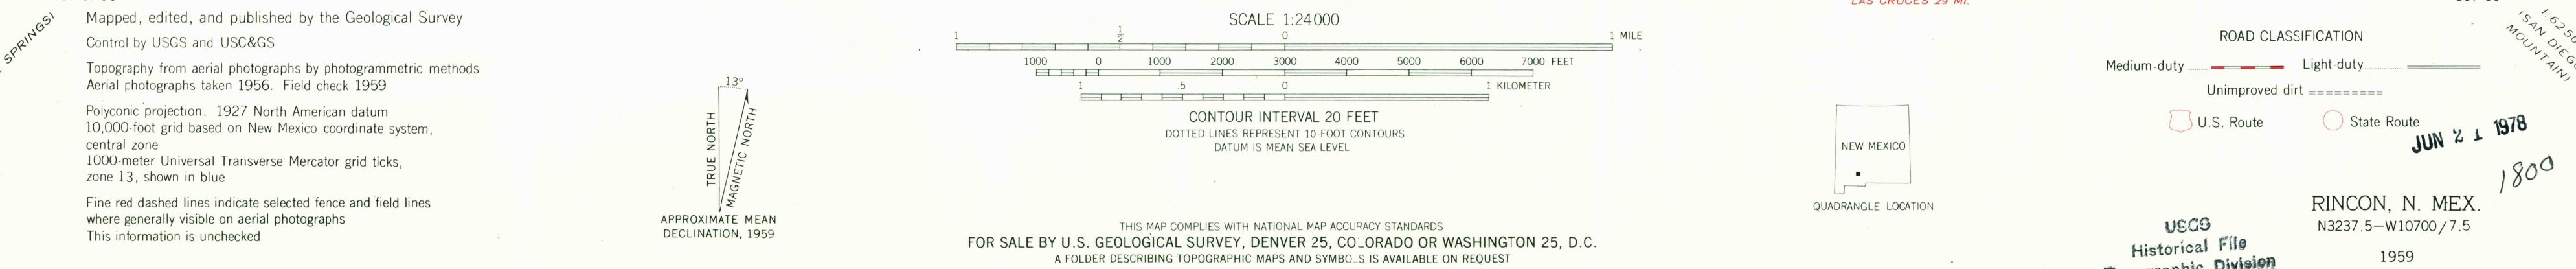 SPRINGS)
Mapped, edited, and published by the Geological Survey
Control by USGS and USC&GS
Topography from aerial photographs by photogrammetric methods
Aerial photographs taken 1956. Field check 1959
Polyconic projection. 1927 North American datum
10,000-foot grid based on New Mexico coordinate system,
central zone
1000-meter Universal Transverse Mercator grid ticks,
zone 13, shown in blue
Fine red dashed lines indicate selected fence and field lines
where generally visible on aerial photographs
This information is unchecked
13°
TRUE NORTH
MAGNETIC NORTH
APPROXIMATE MEAN
DECLINATION, 1959
SCALE 1:24000
1 ½ 0 1 MILE
1000 0 1000 2000 3000 4000 5000 6000 7000 FEET
1 .5 0 1 KILOMETER
CONTOUR INTERVAL 20 FEET
DOTTED LINES REPRESENT 10-FOOT CONTOURS
DATUM IS MEAN SEA LEVEL
THIS MAP COMPLIES WITH NATIONAL MAP ACCURACY STANDARDS
FOR SALE BY U.S. GEOLOGICAL SURVEY, DENVER 25, COLORADO OR WASHINGTON 25, D.C.
A FOLDER DESCRIBING TOPOGRAPHIC MAPS AND SYMBOLS IS AVAILABLE ON REQUEST
LAS CRUCES 29 MI.
NEW MEXICO
QUADRANGLE LOCATION
ROAD CLASSIFICATION
Medium-duty Light-duty
Unimproved dirt
U.S. Route State Route
JUN 21 1978
1800
(SAN DIEGO
MOUNTAIN)
RINCON, N. MEX.
N3237.5—W10700/7.5
1959
USGS
Historical File
Division